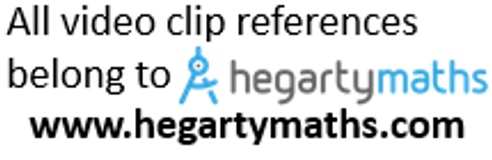 All video clip references
belong to hegartymaths
www.hegartymaths.com